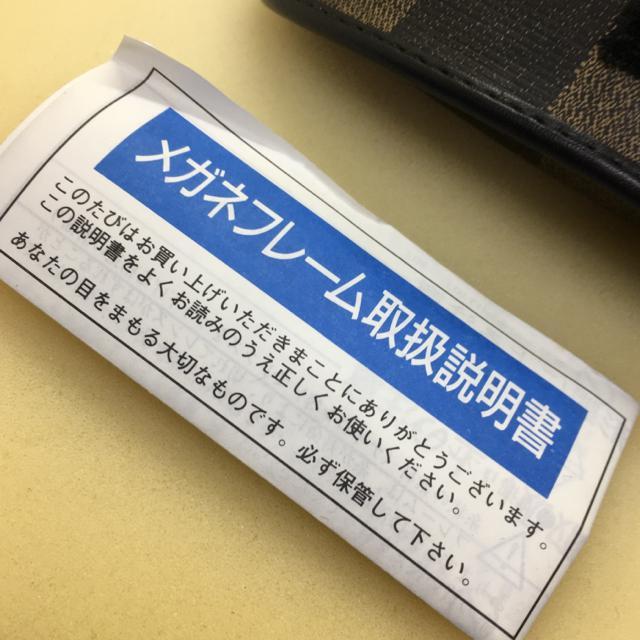 メガネフレーム取扱説明書
このたびはお買い上げいただきまことにありがとうございます。
この説明書をよくお読みのうえ正しくお使いください。
あなたの目をまもる大切なものです。必ず保管して下さい。